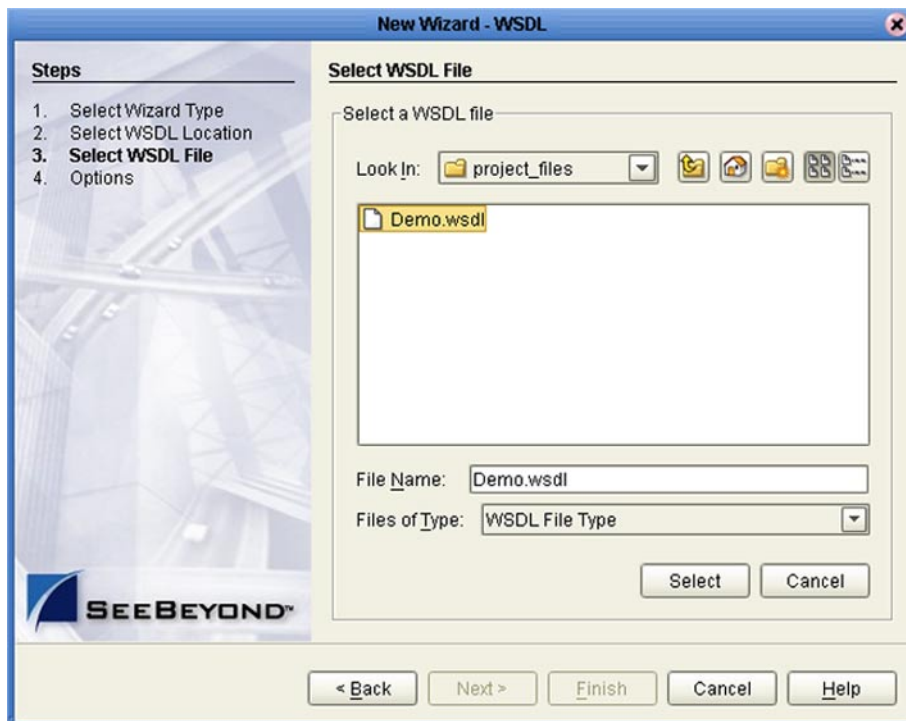 New Wizard - WSDL
Steps
1. Select Wizard Type
2. Select WSDL Location
3. Select WSDL File
4. Options
Select WSDL File
Select a WSDL file
Look In: project_files
Demo.wsdl
File Name: Demo.wsdl
Files of Type: WSDL File Type
Select Cancel
SEEBEYOND™
< Back Next > Finish Cancel Help